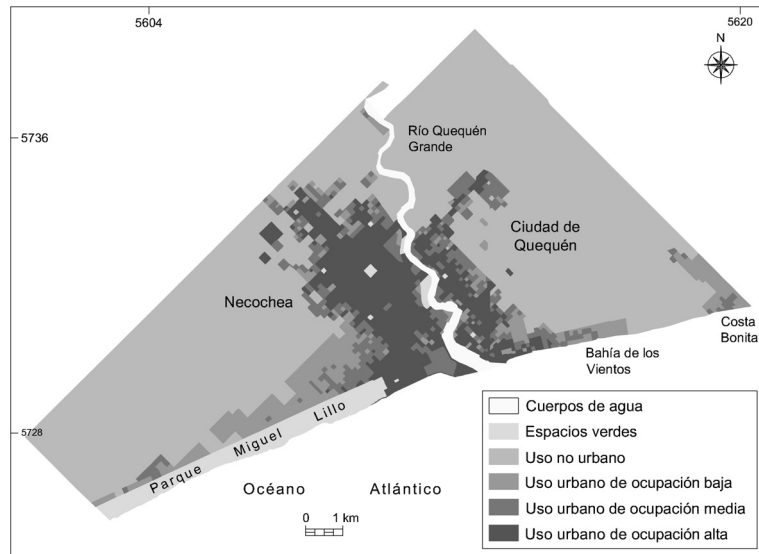 5604
5620
N
5736
Río Quequén
Grande
Ciudad de
Quequén
Necochea
Costa
Bonita
Bahía de los
Vientos
5728
Parque Miguel Lillo
Océano Atlántico
0 1 km
Cuerpos de agua
Espacios verdes
Uso no urbano
Uso urbano de ocupación baja
Uso urbano de ocupación media
Uso urbano de ocupación alta